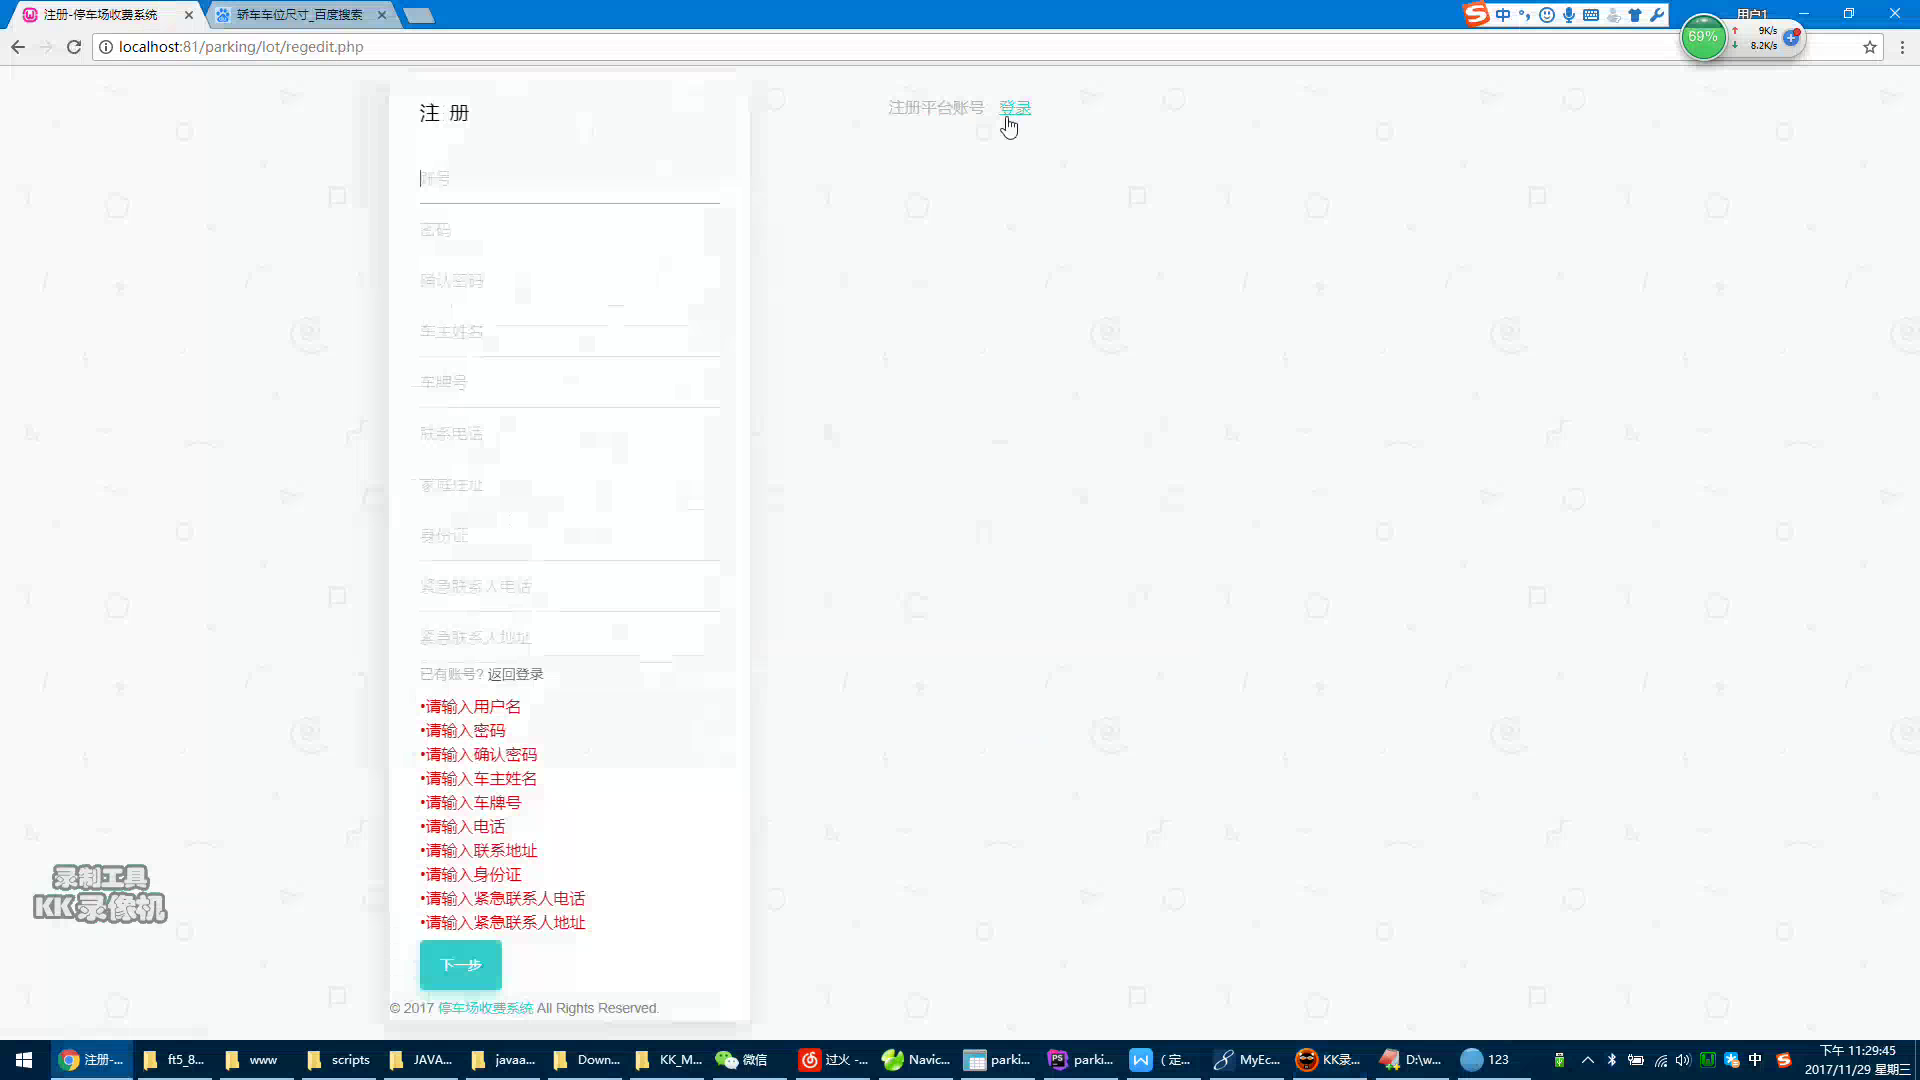 注册-停车场收费系统
轿车车位尺寸_百度搜索
中
用户1
localhost:81/parking/lot/regedit.php
69%
9K/s
8.2K/s
注 册
注册平台账号 登录
账号
密码
确认密码
车主姓名
车牌号
联系电话
家庭住址
身份证
紧急联系人电话
紧急联系人地址
已有账号? 返回登录
•请输入用户名
•请输入密码
•请输入确认密码
•请输入车主姓名
•请输入车牌号
•请输入电话
•请输入联系地址
•请输入身份证
•请输入紧急联系人电话
•请输入紧急联系人地址
下一步
© 2017 停车场收费系统 All Rights Reserved.
录制工具
KK录像机
注册-...
ft5_8...
www
scripts
JAVA...
javaa...
Down...
KK_M...
微信
过火 -...
Navic...
parki...
parki...
( 定...
MyEc...
KK录...
D:\w...
123
中
下午 11:29:45
2017/11/29 星期三